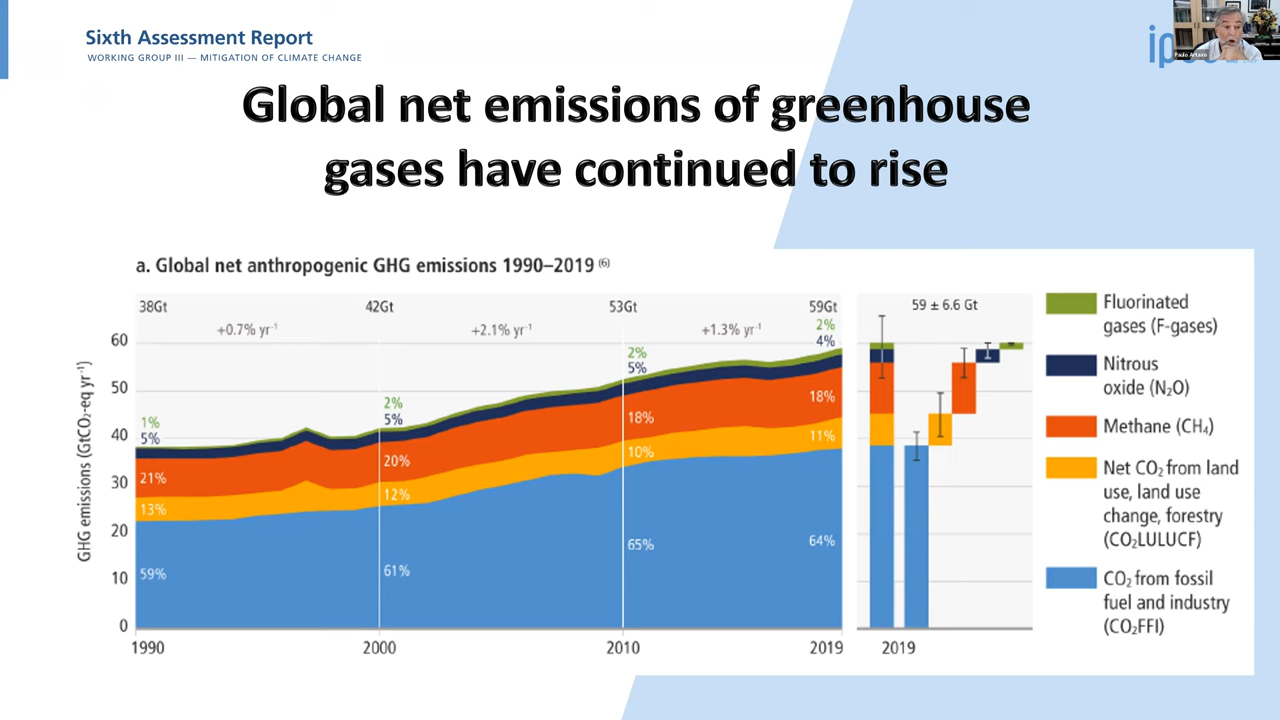 Sixth Assessment Report
WORKING GROUP III — MITIGATION OF CLIMATE CHANGE
Paulo Artaxo
Global net emissions of greenhouse
gases have continued to rise
a. Global net anthropogenic GHG emissions 1990–2019 (6)
38Gt
42Gt
53Gt
59Gt
+0.7% yr⁻¹
+2.1% yr⁻¹
+1.3% yr⁻¹
GHG emissions (GtCO₂-eq yr⁻¹)
60
50
40
30
20
10
0
1%
5%
21%
13%
59%
2%
5%
20%
12%
61%
2%
5%
18%
10%
65%
2%
4%
18%
11%
64%
1990
2000
2010
2019
59 ± 6.6 Gt
2019
Fluorinated
gases (F-gases)
Nitrous
oxide (N₂O)
Methane (CH₄)
Net CO₂ from land
use, land use
change, forestry
(CO₂LULUCF)
CO₂ from fossil
fuel and industry
(CO₂FFI)